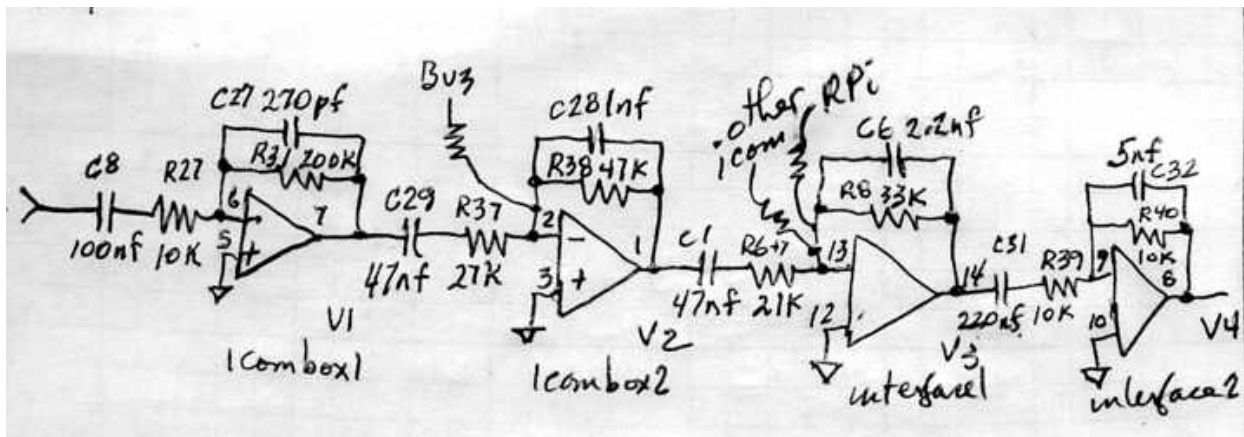 Buz
other RPi
icom
C27 270pf
C28 1nf
C6 2.2nf
5nf
C32
C8
R27
R31 200K
R38 47K
R8 33K
R40
10K
C29
R37
C1
R6+7
C31
R39
6
7
2
1
13
14
9
8
5
3
12
10
-
+
-
+
100nf
10K
47nf
27K
47nf
21K
220nf
10K
V1
V2
V3
V4
icombox1
icombox2
interface1
interface2